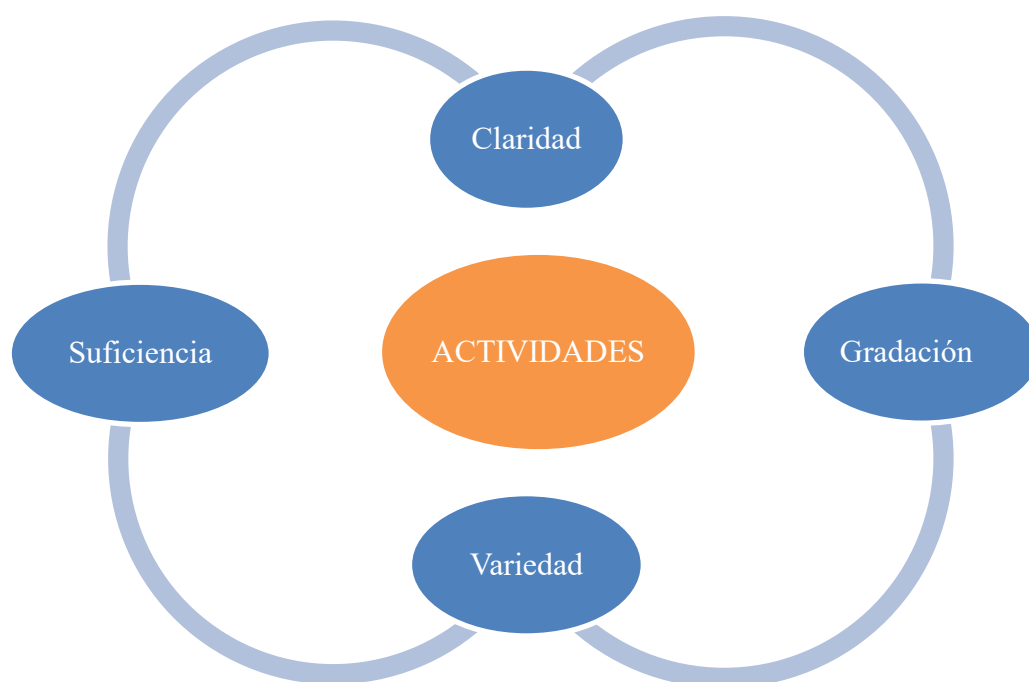 Claridad
Suficiencia
ACTIVIDADES
Gradación
Variedad